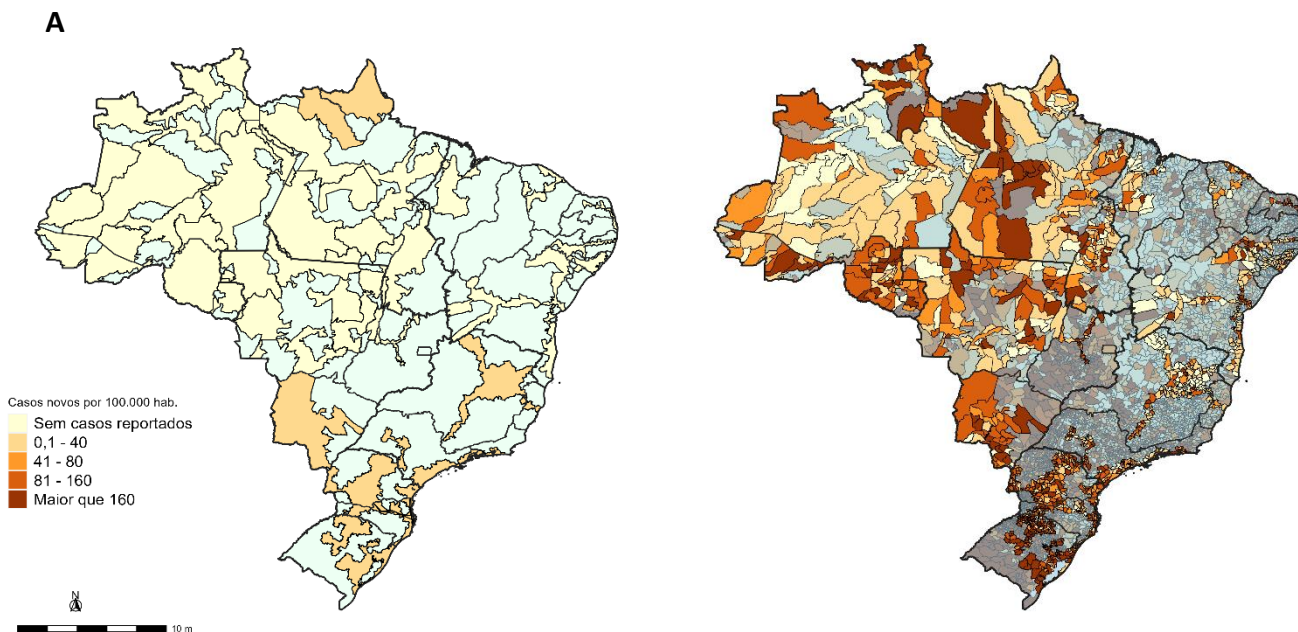 A
Casos novos por 100.000 hab.
Sem casos reportados
0,1 - 40
41 - 80
81 - 160
Maior que 160
N
10 m